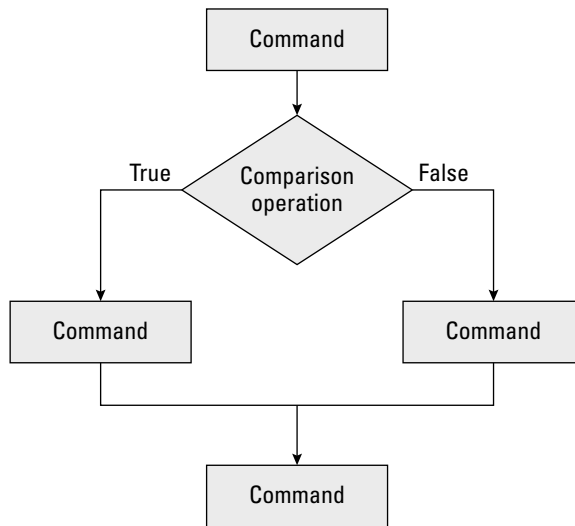 Command
True
False
Comparison
operation
Command
Command
Command